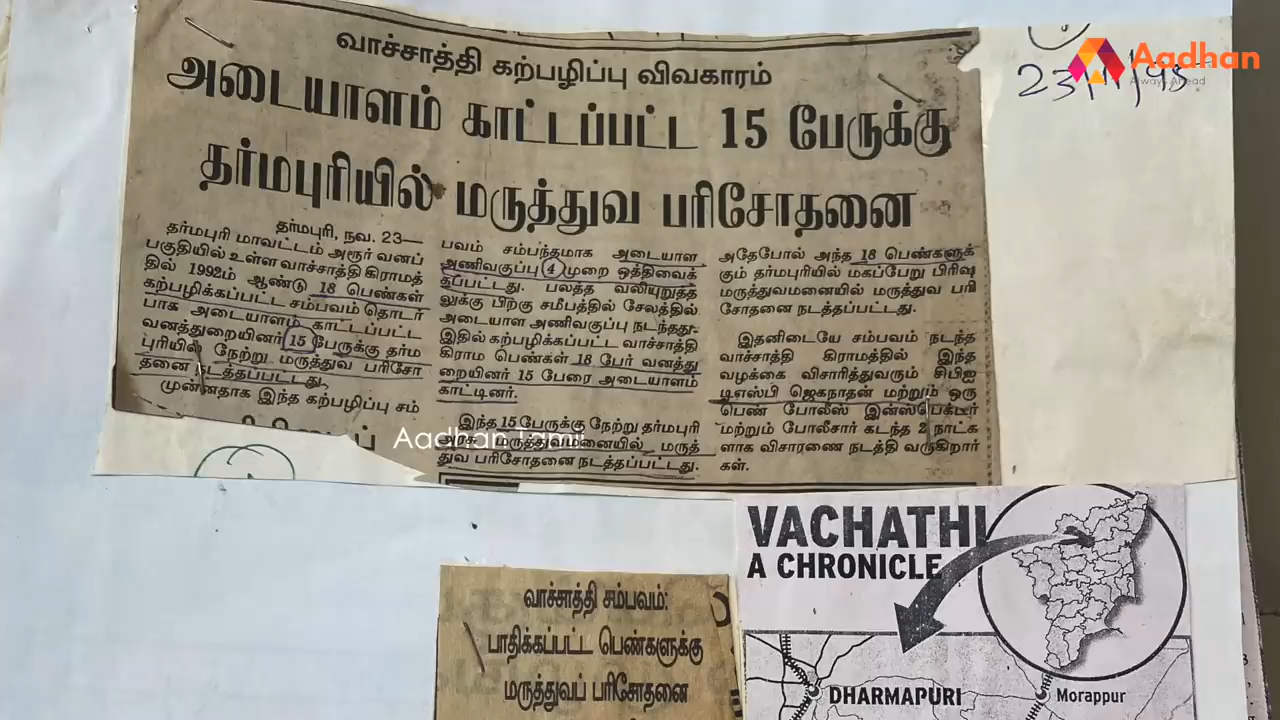 வாச்சாத்தி கற்பழிப்பு விவகாரம்
அடையாளம் காட்டப்பட்ட 15 பேருக்கு
தர்மபுரியில் மருத்துவ பரிசோதனை
தர்மபுரி, நவ. 23—
தர்மபுரி மாவட்டம் அரூர் வனப்
பகுதியில் உள்ள வாச்சாத்தி கிராமத்
தில் 1992ம் ஆண்டு 18 பெண்கள்
கற்பழிக்கப்பட்ட சம்பவம் தொடர்
பாக அடையாளம் காட்டப்பட்ட
வனத்துறையினர் 15 பேருக்கு தர்ம
புரியில் நேற்று மருத்துவ பரிசோ
தனை நடத்தப்பட்டது.
முன்னதாக இந்த கற்பழிப்பு சம்
பவம் சம்பந்தமாக அடையாள
அணிவகுப்பு 4 முறை ஒத்திவைக்
கப்பட்டது. பலத்த வலியுறுத்த
லுக்கு பிற்கு சமீபத்தில் சேலத்தில்
அடையாள அணிவகுப்பு நடந்தது.
இதில் கற்பழிக்கப்பட்ட வாச்சாத்தி
கிராம பெண்கள் 18 பேர் வனத்து
றையினர் 15 பேரை அடையாளம்
காட்டினர்.
இந்த 15 பேருக்கு நேற்று தர்மபுரி
அரசு மருத்துவமனையில் மருத்
துவ பரிசோதனை நடத்தப்பட்டது.
அதேபோல் அந்த 18 பெண்களுக்
கும் தர்மபுரியில் மகப்பேறு பிரிஷ
மருத்துவமனையில் மருத்துவ பரி
சோதனை நடத்தப்பட்டது.
இதனிடையே சம்பவம் நடந்த
வாச்சாத்தி கிராமத்தில் இந்த
வழக்கை விசாரித்துவரும் சிபிஐ
டிஎஸ்பி ஜெகநாதன் மற்றும் ஒரு
பெண் போலீஸ் இன்ஸ்பெக்டர்
மற்றும் போலீசார் கடந்த 2 நாட்க
ளாக விசாரணை நடத்தி வருகிறார்
கள்.
23/11/95
Aadhan
Always Ahead
Aadhan Tamil
VACHATHI
A CHRONICLE
DHARMAPURI
Morappur
வாச்சாத்தி சம்பவம்:
பாதிக்கப்பட்ட பெண்களுக்கு
மருத்துவப் பரிசோதனை